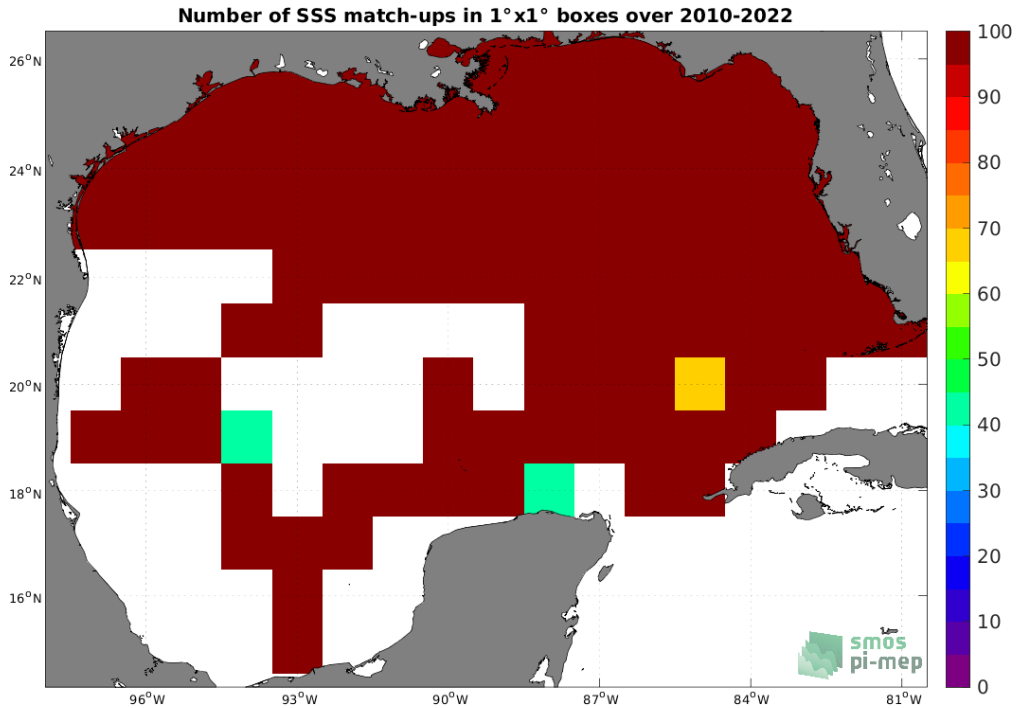 Number of SSS match-ups in 1°x1° boxes over 2010-2022
26°N
24°N
22°N
20°N
18°N
16°N
96°W
93°W
90°W
87°W
84°W
81°W
100
90
80
70
60
50
40
30
20
10
0
smos
pi-mep